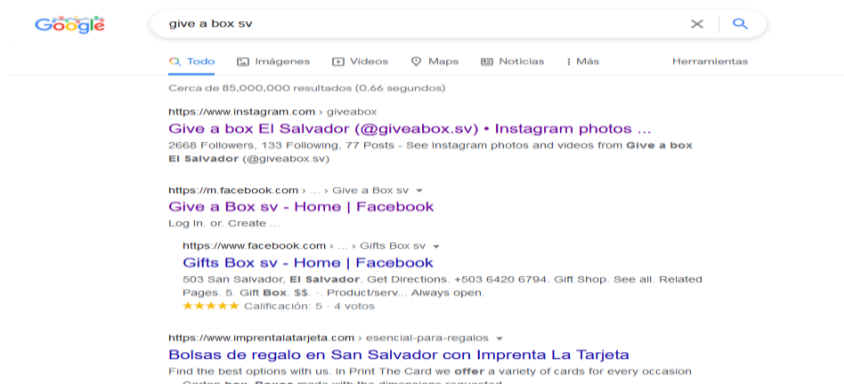 Google
give a box sv
Todo Imágenes Vídeos Maps Noticias Más Herramientas
Cerca de 85,000,000 resultados (0.66 segundos)
https://www.instagram.com › giveabox
Give a box El Salvador (@giveabox.sv) • Instagram photos ...
2668 Followers, 133 Following, 77 Posts - See Instagram photos and videos from Give a box
El Salvador (@giveabox.sv)
https://m.facebook.com › ... › Give a Box sv
Give a Box sv - Home | Facebook
Log In. or. Create ...
https://www.facebook.com › ... › Gifts Box sv
Gifts Box sv - Home | Facebook
503 San Salvador, El Salvador. Get Directions. +503 6420 6794. Gift Shop. See all. Related
Pages. 5. Gift Box. $$. ·. Product/serv... Always open.
★★★★★ Calificación: 5 · 4 votos
https://www.imprentalatarjeta.com › esencial-para-regalos
Bolsas de regalo en San Salvador con Imprenta La Tarjeta
Find the best options with us. In Print The Card we offer a variety of cards for every occasion